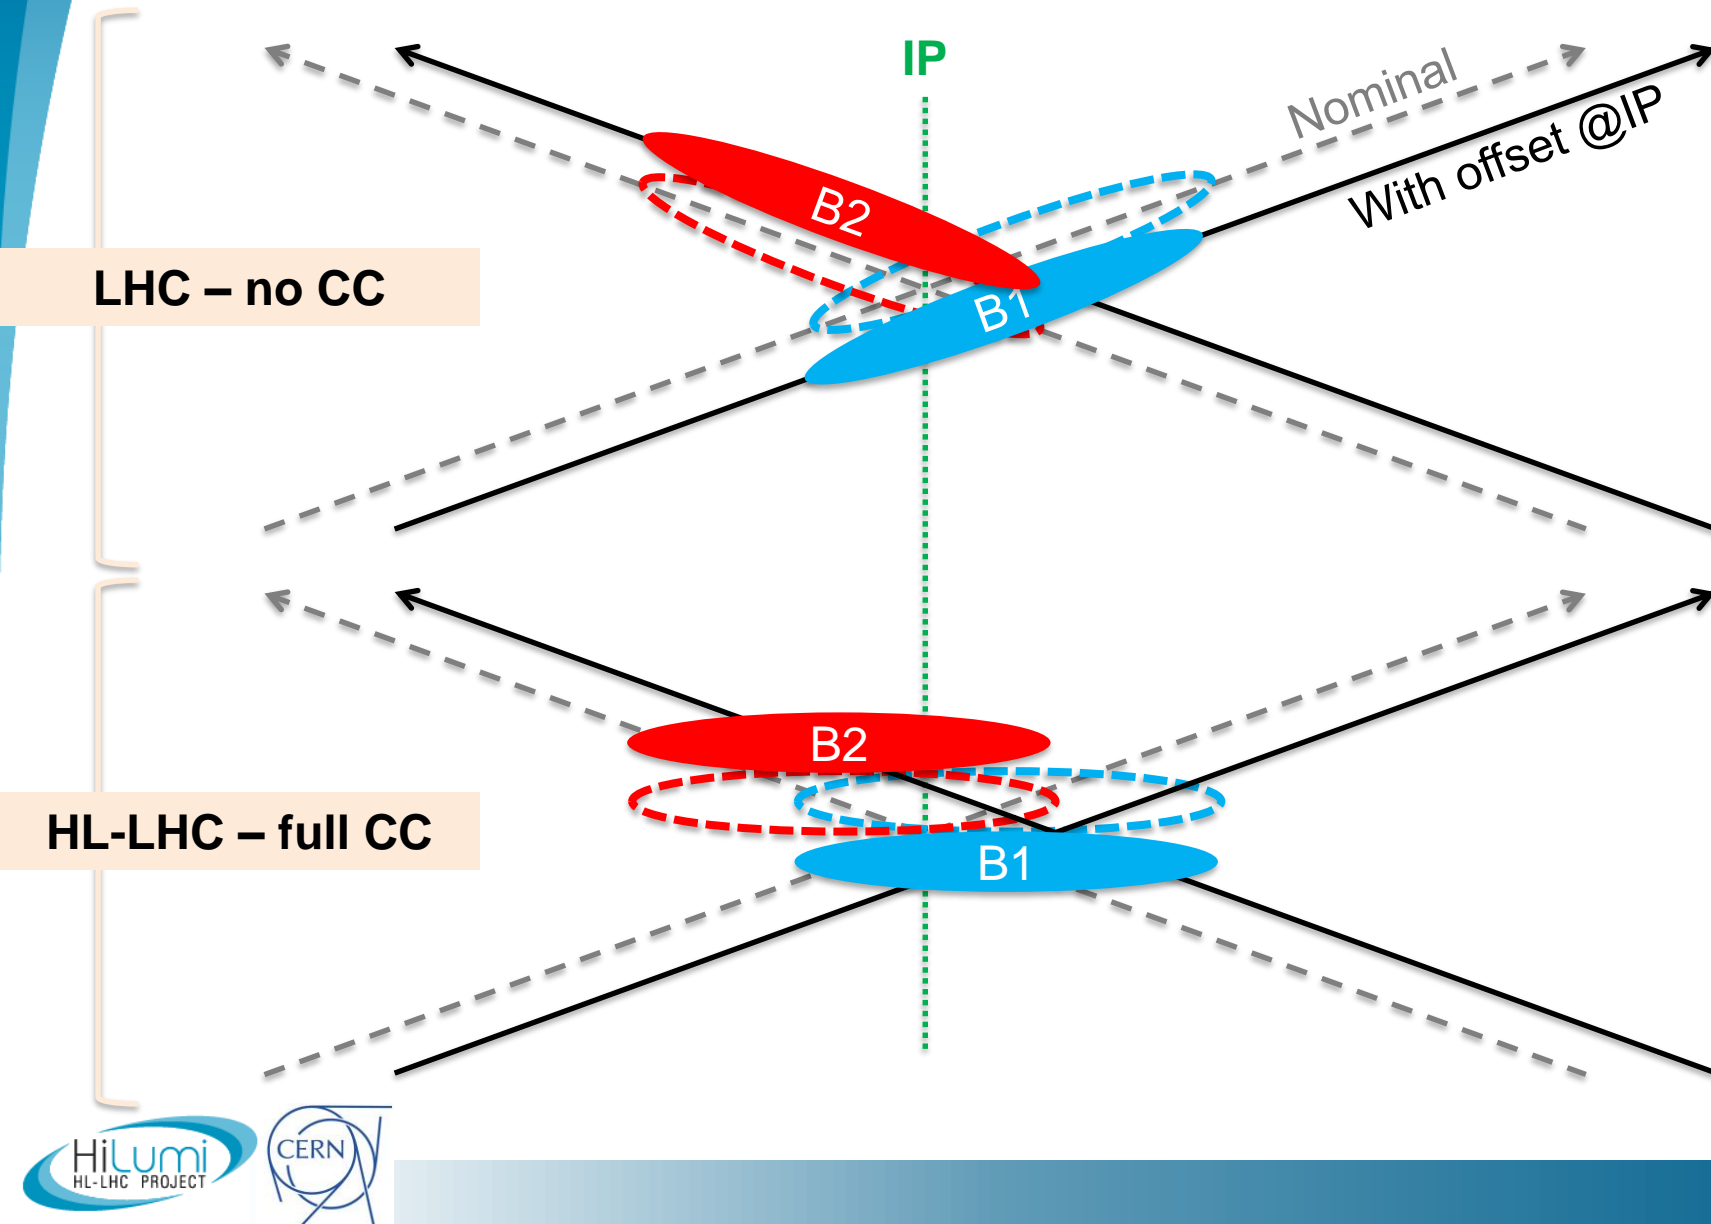 IP
Nominal
With offset @IP
B2
B1
LHC – no CC
B2
HL-LHC – full CC
B1
HiLumi
HL-LHC PROJECT
CERN